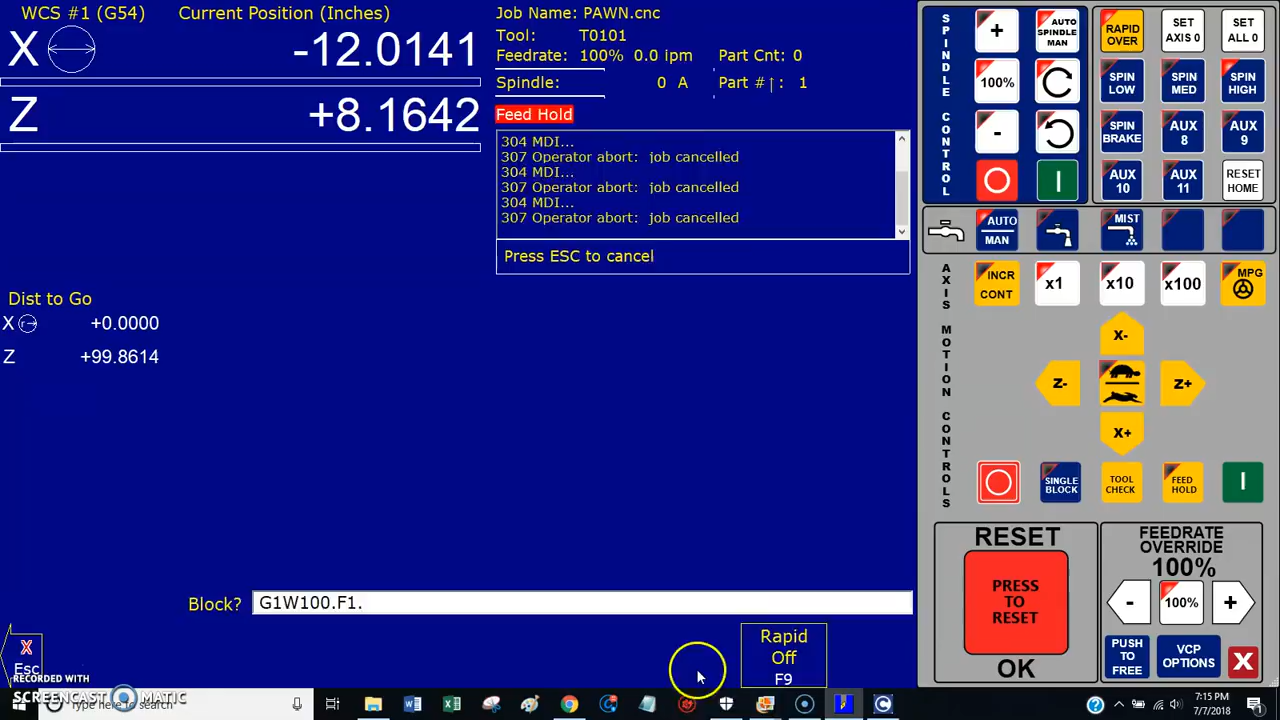 WCS #1 (G54) Current Position (Inches)
X -12.0141
Z +8.1642
Job Name: PAWN.cnc
Tool: T0101
Feedrate: 100% 0.0 ipm Part Cnt: 0
Spindle: 0 A Part #↑: 1
Feed Hold
304 MDI...
307 Operator abort: job cancelled
304 MDI...
307 Operator abort: job cancelled
304 MDI...
307 Operator abort: job cancelled
Press ESC to cancel
Dist to Go
X +0.0000
Z +99.8614
Block? G1W100.F1.
X
Esc
Rapid
Off
F9
RECORDED WITH
SCREENCAST MATIC
to search
SPINDLE CONTROL
+
AUTO
SPINDLE
MAN
100%
-
RAPID
OVER
SET
AXIS 0
SET
ALL 0
SPIN
LOW
SPIN
MED
SPIN
HIGH
SPIN
BRAKE
AUX
8
AUX
9
AUX
10
AUX
11
RESET
HOME
AUTO
MAN
MIST
AXIS MOTION CONTROLS
INCR
CONT
x1
x10
x100
MPG
X-
Z-
Z+
X+
SINGLE
BLOCK
TOOL
CHECK
FEED
HOLD
RESET
PRESS
TO
RESET
OK
FEEDRATE
OVERRIDE
100%
-
100%
+
PUSH
TO
FREE
VCP
OPTIONS
X
7:15 PM
7/7/2018